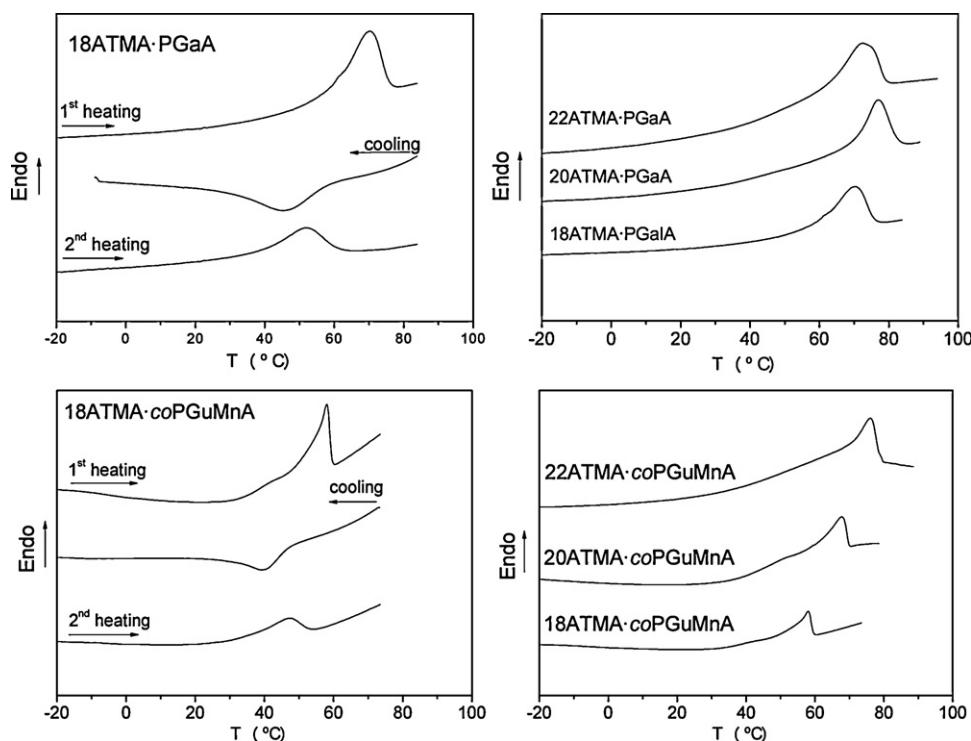 18ATMA·PGaA
1st heating
cooling
2nd heating
Endo
-20 0 20 40 60 80 100
T ( º C)
22ATMA·PGaA
20ATMA·PGaA
18ATMA·PGalA
Endo
-20 0 20 40 60 80 100
T ( º C)
18ATMA·coPGuMnA
1st heating
cooling
2nd heating
Endo
-20 0 20 40 60 80 100
T (ºC)
22ATMA·coPGuMnA
20ATMA·coPGuMnA
18ATMA·coPGuMnA
Endo
-20 0 20 40 60 80 100
T (ºC)